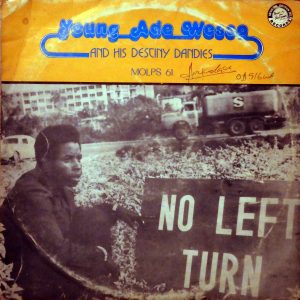 Young Ade Wesco
AND HIS DESTINY DANDIES
MOLPS 61
S
NO LEFT
TURN